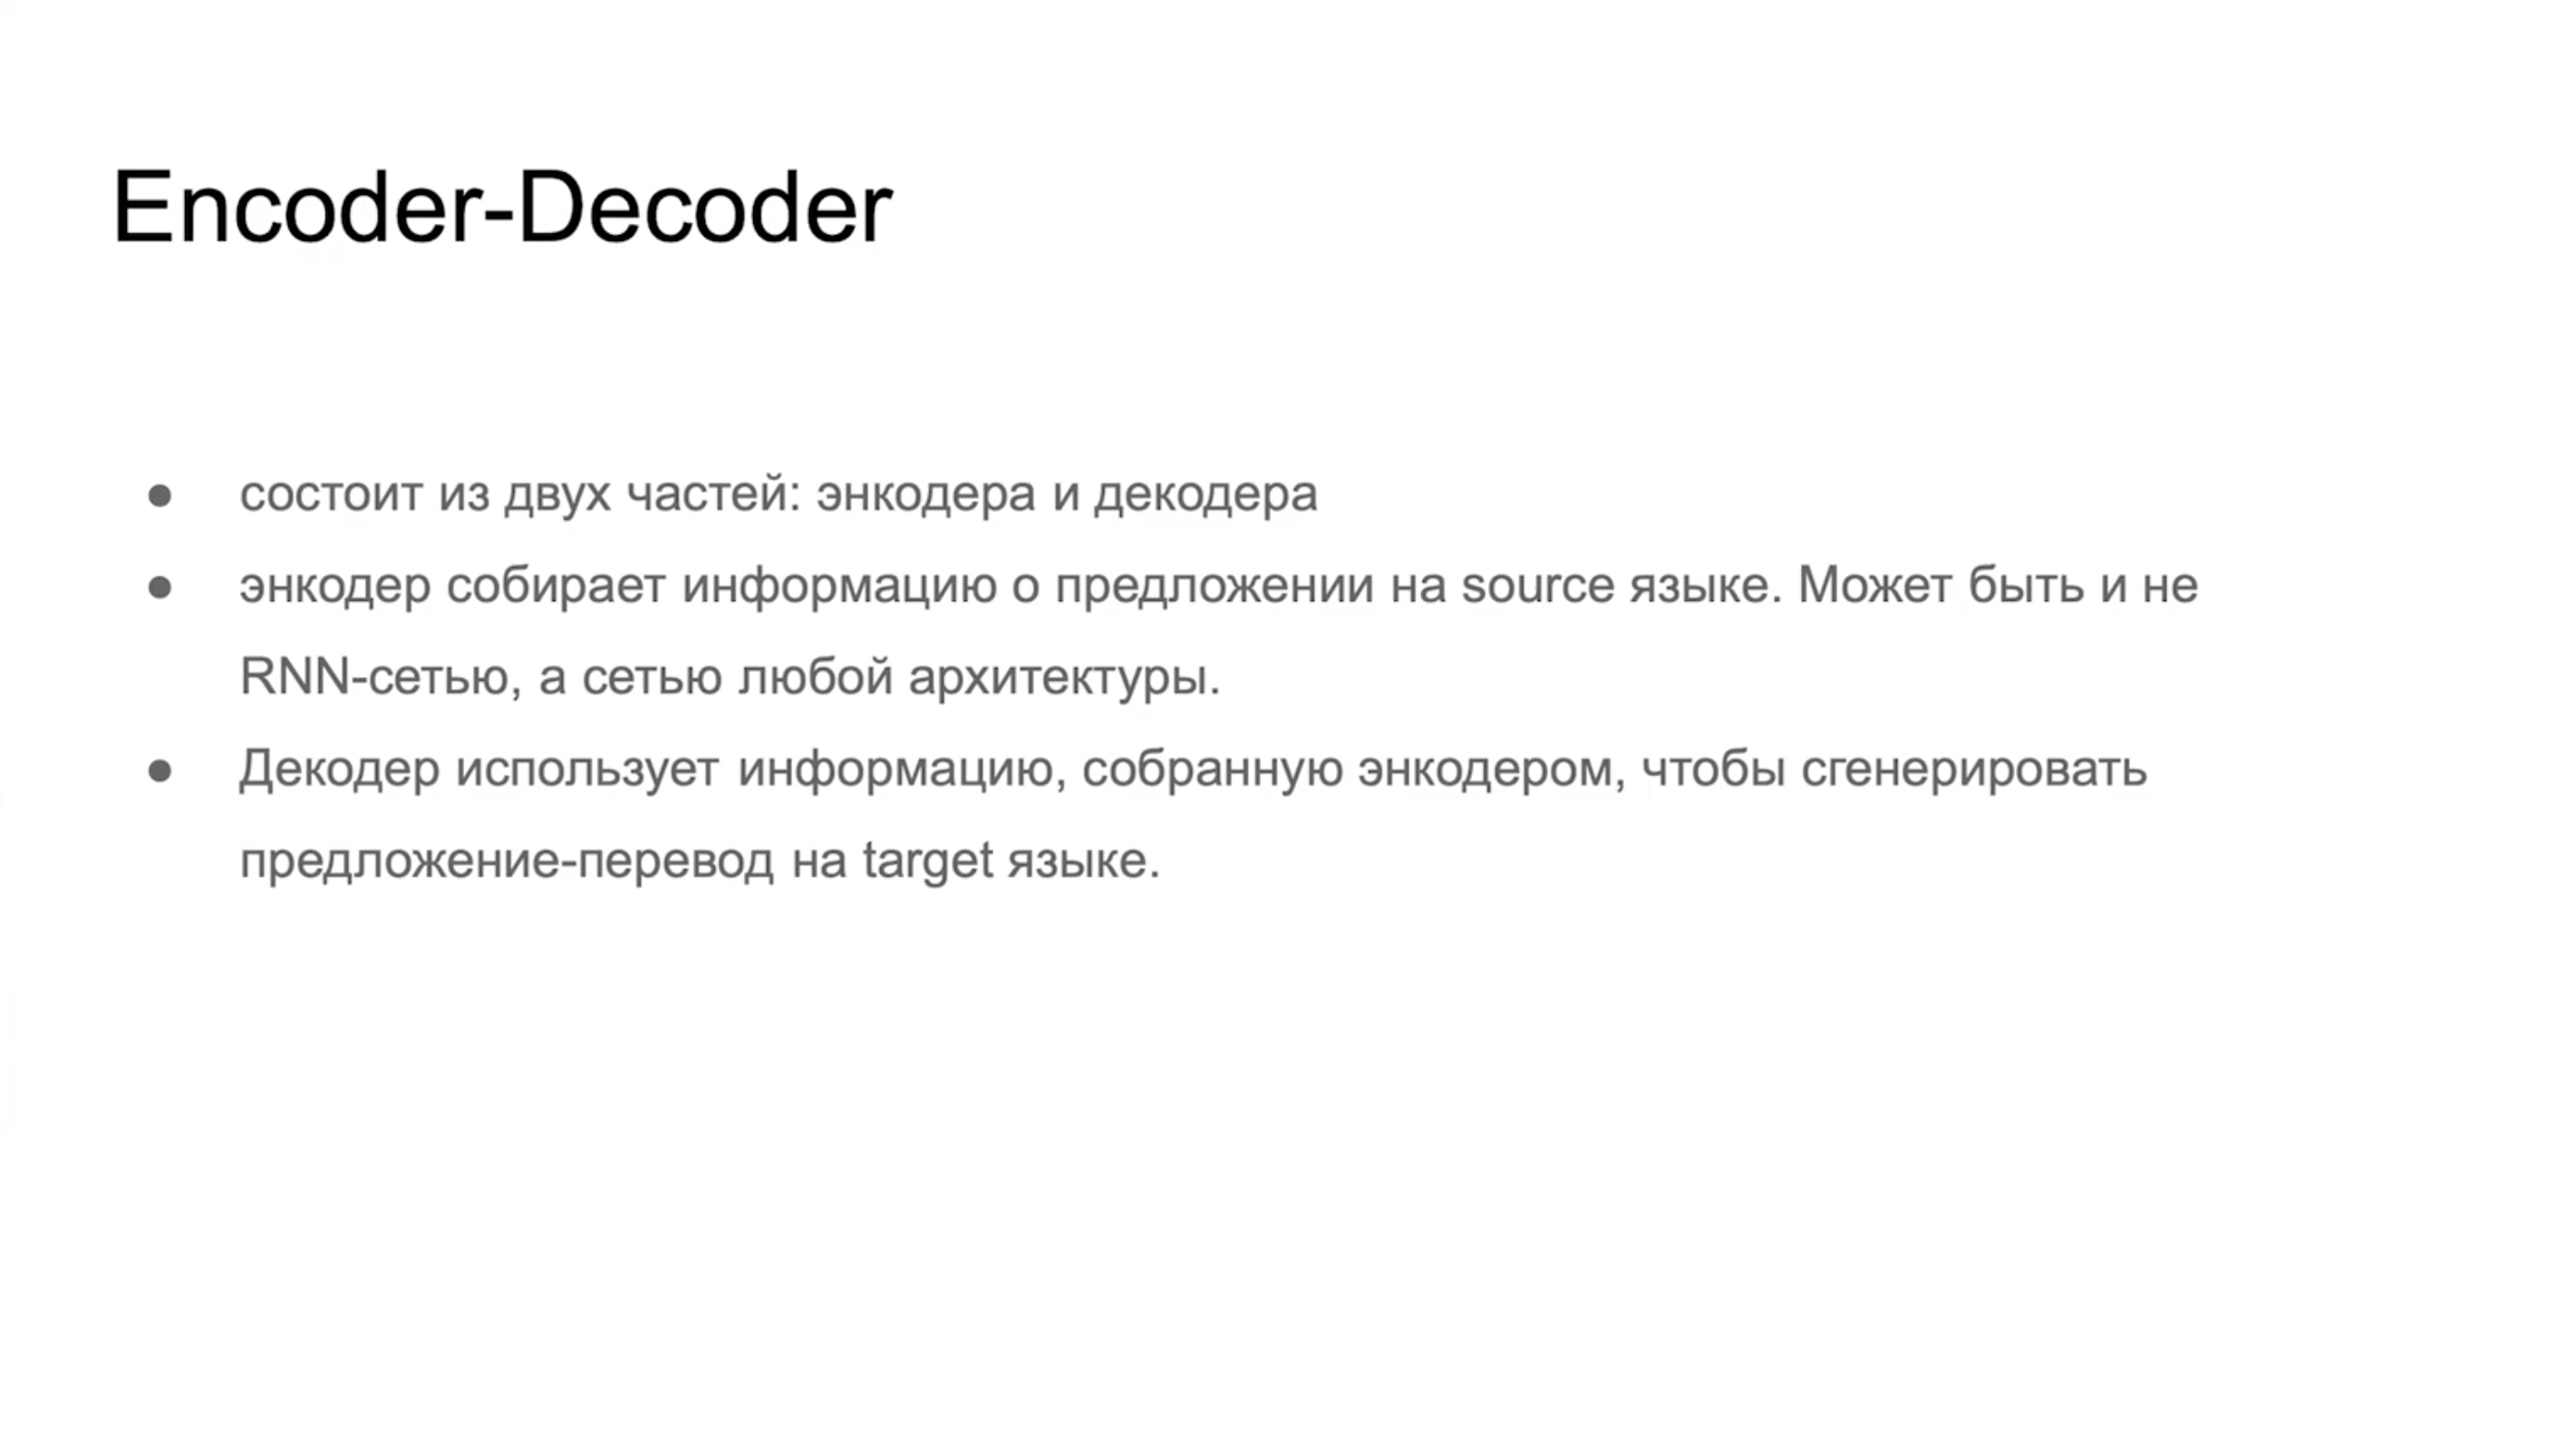 Encoder-Decoder
● состоит из двух частей: энкодера и декодера
● энкодер собирает информацию о предложении на source языке. Может быть и не
RNN-сетью, а сетью любой архитектуры.
● Декодер использует информацию, собранную энкодером, чтобы сгенерировать
предложение-перевод на target языке.